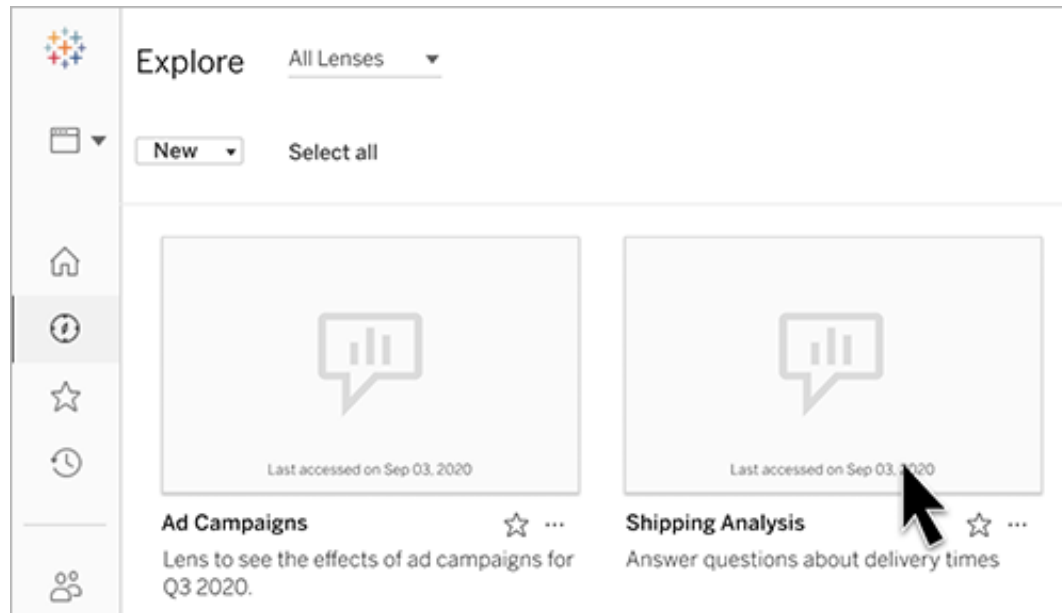 Explore
All Lenses
New
Select all
Last accessed on Sep 03, 2020
Last accessed on Sep 03, 2020
Ad Campaigns
Shipping Analysis
Lens to see the effects of ad campaigns for
Q3 2020.
Answer questions about delivery times